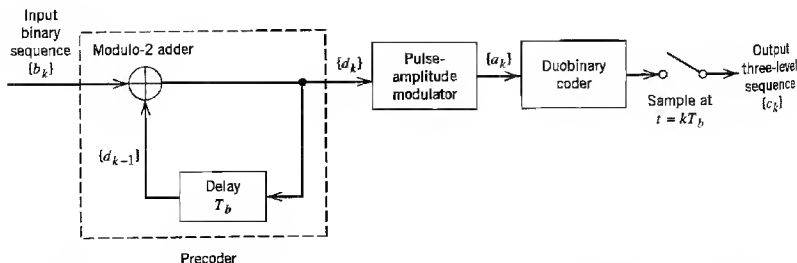 Input
binary
sequence
{b_k}
Modulo-2 adder
{d_k}
Pulse-
amplitude
modulator
{a_k}
Duobinary
coder
Output
three-level
sequence
{c_k}
Sample at
t = kT_b
{d_{k-1}}
Delay
T_b
Precoder